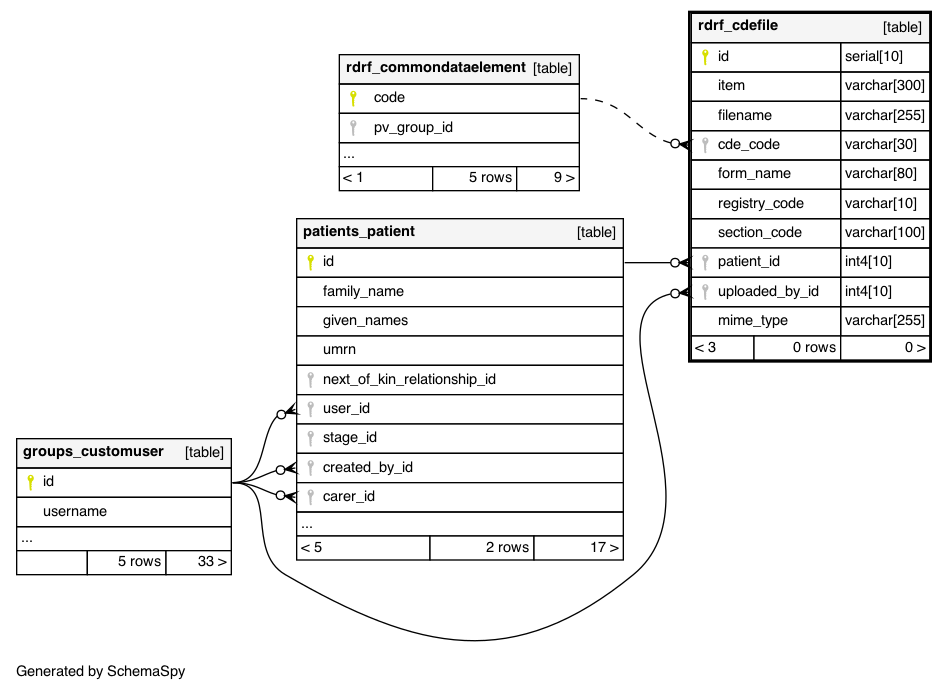 rdrf_cdefile [table]
id serial[10]
item varchar[300]
filename varchar[255]
cde_code varchar[30]
form_name varchar[80]
registry_code varchar[10]
section_code varchar[100]
patient_id int4[10]
uploaded_by_id int4[10]
mime_type varchar[255]
< 3 0 rows 0 >
rdrf_commondataelement [table]
code
pv_group_id
...
< 1 5 rows 9 >
patients_patient [table]
id
family_name
given_names
umrn
next_of_kin_relationship_id
user_id
stage_id
created_by_id
carer_id
...
< 5 2 rows 17 >
groups_customuser [table]
id
username
...
5 rows 33 >
Generated by SchemaSpy